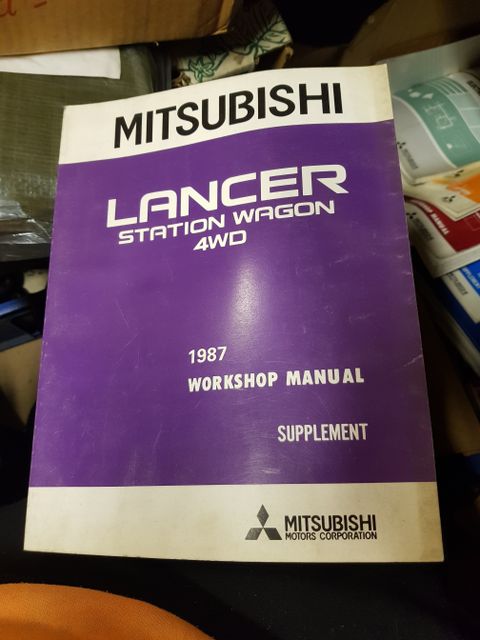 MITSUBISHI
LANCER
STATION WAGON
4WD
1987
WORKSHOP MANUAL
SUPPLEMENT
MITSUBISHI
MOTORS CORPORATION